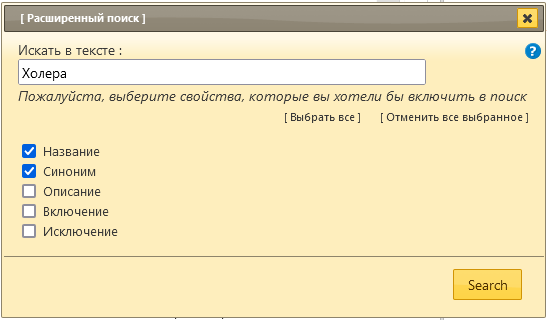 [ Расширенный поиск ]
Искать в тексте :
?
Холера
Пожалуйста, выберите свойства, которые вы хотели бы включить в поиск
[ Выбрать все ] [ Отменить все выбранное ]
Название
Синоним
Описание
Включение
Исключение
Search